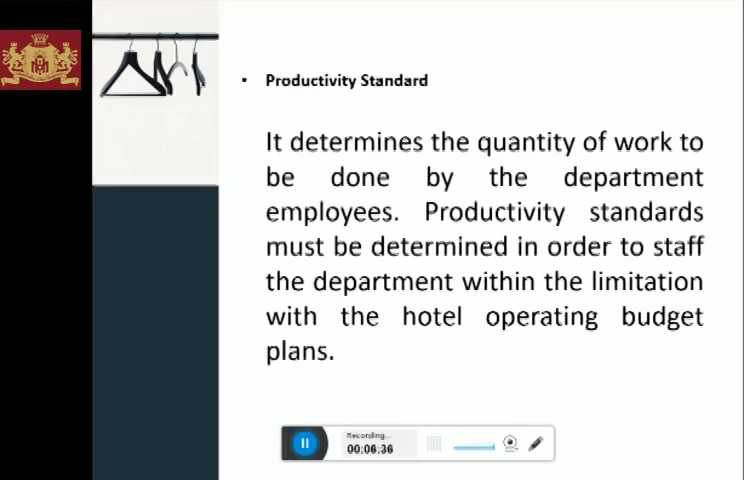 • Productivity Standard
It determines the quantity of work to
be done by the department
employees. Productivity standards
must be determined in order to staff
the department within the limitation
with the hotel operating budget
plans.
Recording...
00:06:36